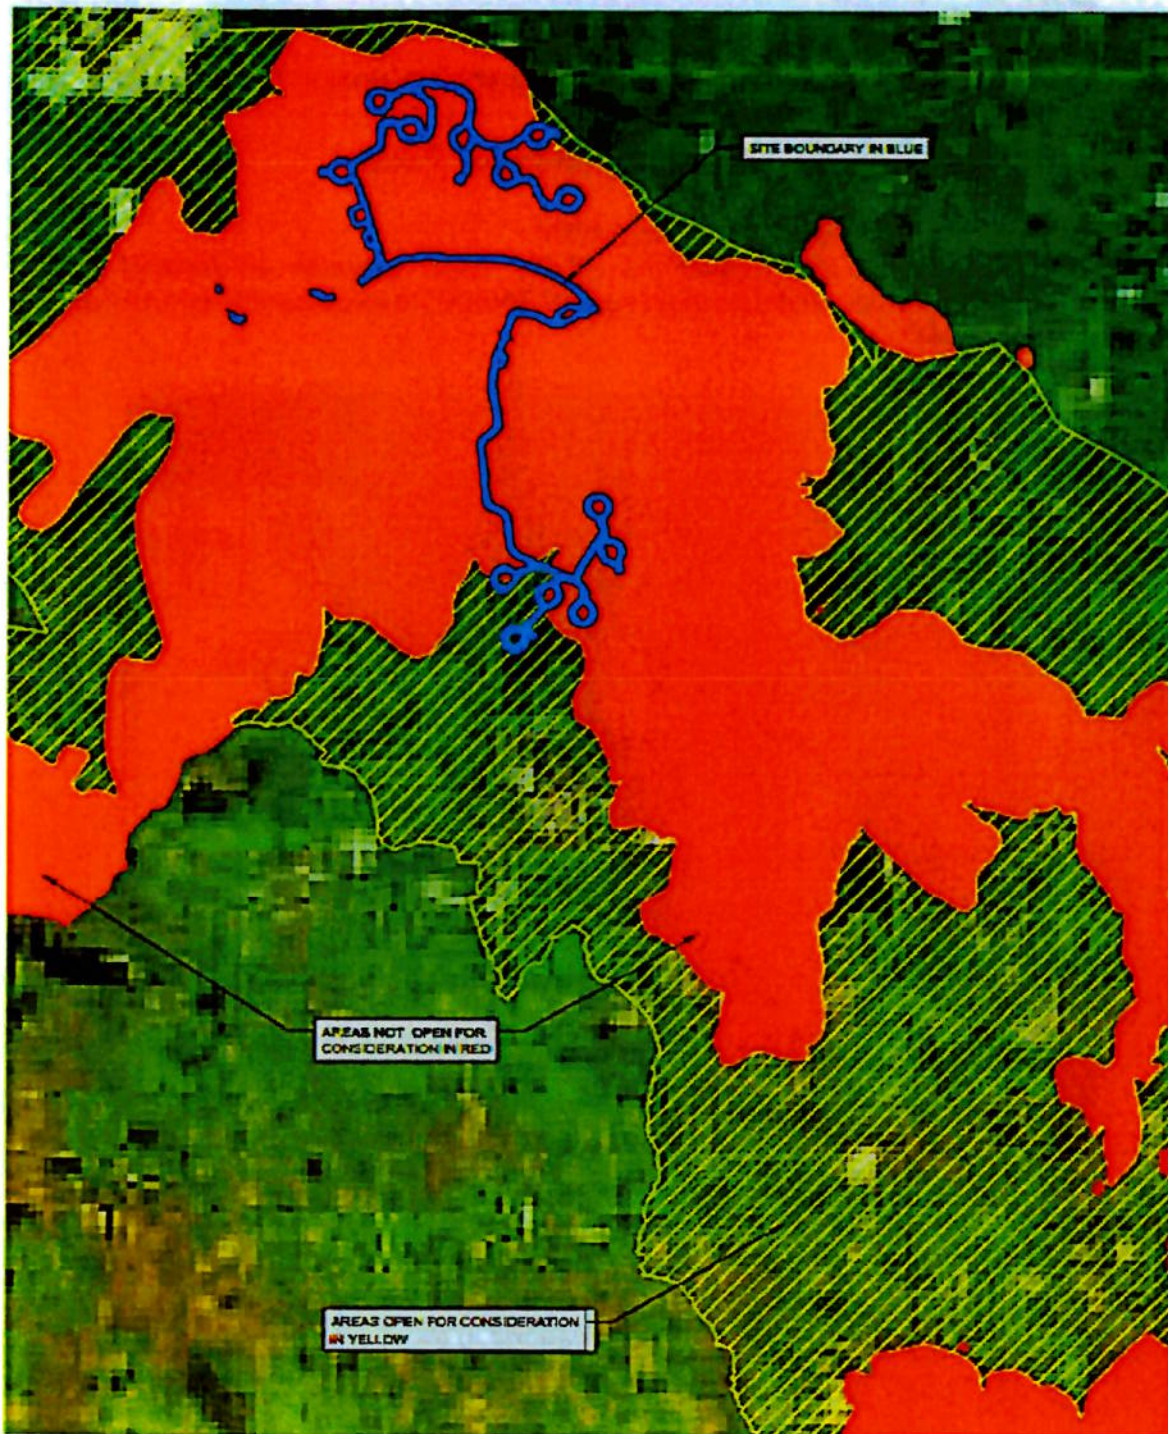 SITE BOUNDARY IN BLUE
AREAS NOT OPEN FOR
CONSIDERATION IN RED
AREAS OPEN FOR CONSIDERATION
IN YELLOW